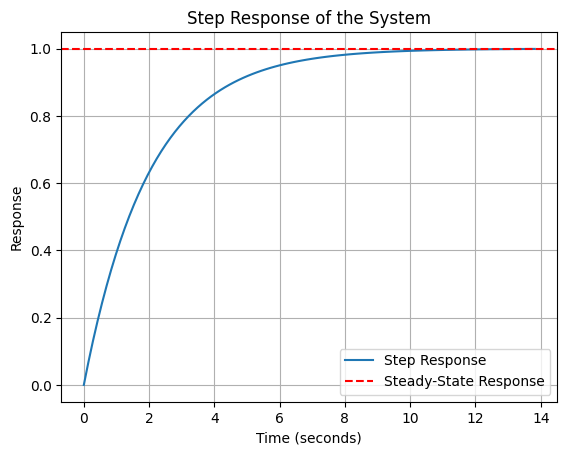 Step Response of the System
1.0
0.8
0.6
0.4
0.2
0.0
Response
Step Response
Steady-State Response
0 2 4 6 8 10 12 14
Time (seconds)